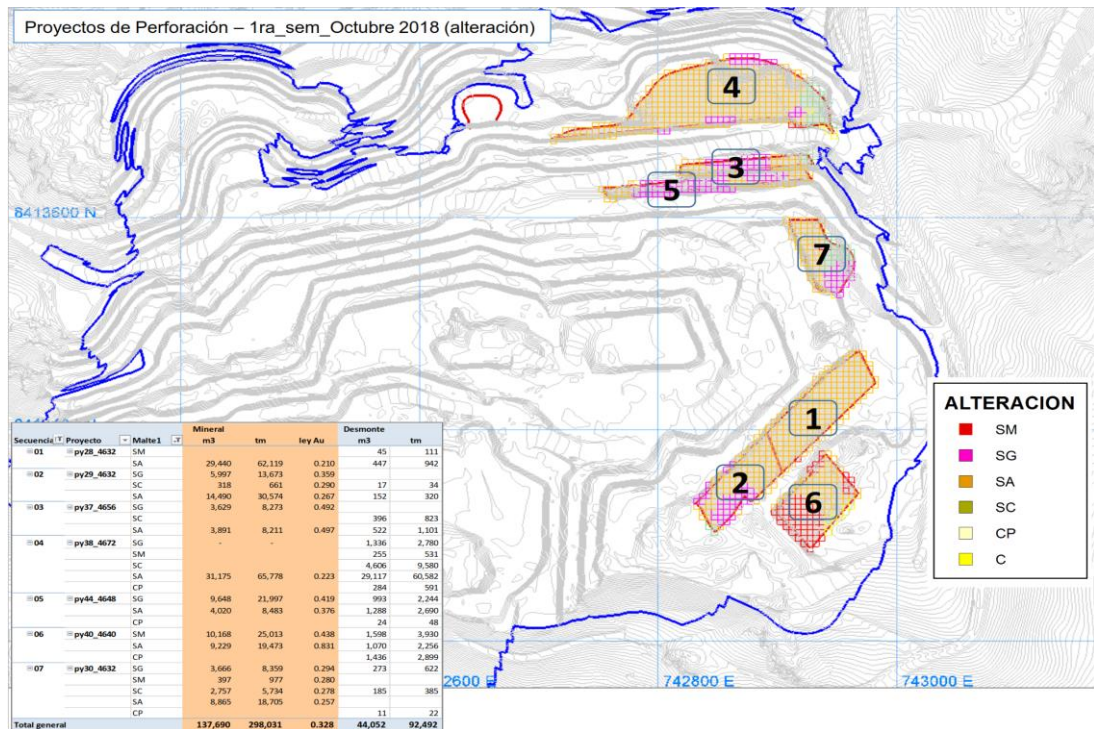 Proyectos de Perforación – 1ra_sem_Octubre 2018 (alteración)
4
3
5
8413600 N
7
1
2
6
ALTERACION
SM
SG
SA
SC
CP
C
2600 E
742800 E
743000 E
Mineral Desmonte
Secuencia Proyecto Malte1 m3 tm ley Au m3 tm
01 py28_4632 SM 45 111
SA 29,440 62,119 0.210 447 942
02 py29_4632 SG 5,997 13,673 0.359
SC 318 661 0.290 17 34
SA 14,490 30,574 0.267 152 320
03 py37_4656 SG 3,629 8,273 0.492
SC 396 823
SA 3,891 8,211 0.497 522 1,101
04 py38_4672 SG - - 1,336 2,780
SM 255 531
SC 4,606 9,580
SA 31,175 65,778 0.223 29,117 60,582
CP 284 591
05 py44_4648 SG 9,648 21,997 0.419 993 2,244
SA 4,020 8,483 0.376 1,288 2,690
CP 24 48
06 py40_4640 SM 10,168 25,013 0.438 1,598 3,930
SA 9,229 19,473 0.831 1,070 2,256
CP 1,436 2,899
07 py30_4632 SG 3,666 8,359 0.294 273 622
SM 397 977 0.280
SC 2,757 5,734 0.278 185 385
SA 8,865 18,705 0.257
CP 11 22
Total general 137,690 298,031 0.328 44,052 92,492